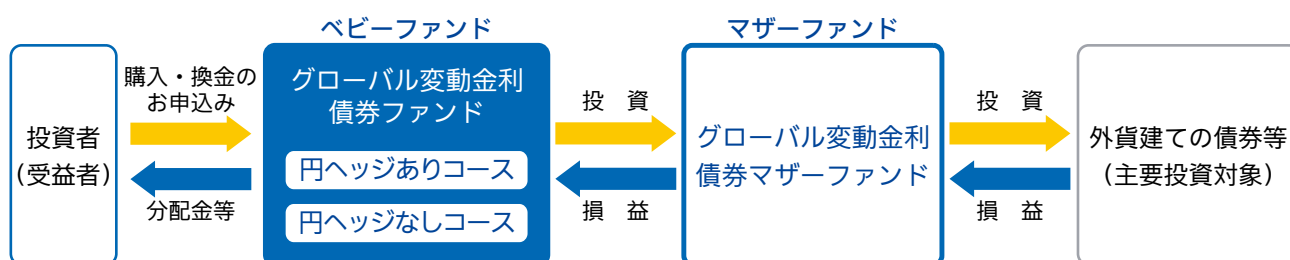 ベビーファンド
マザーファンド
投資者
(受益者)
購入・換金の
お申込み
分配金等
グローバル変動金利
債券ファンド
円ヘッジありコース
円ヘッジなしコース
投 資
損 益
グローバル変動金利
債券マザーファンド
投 資
損 益
外貨建ての債券等
(主要投資対象)